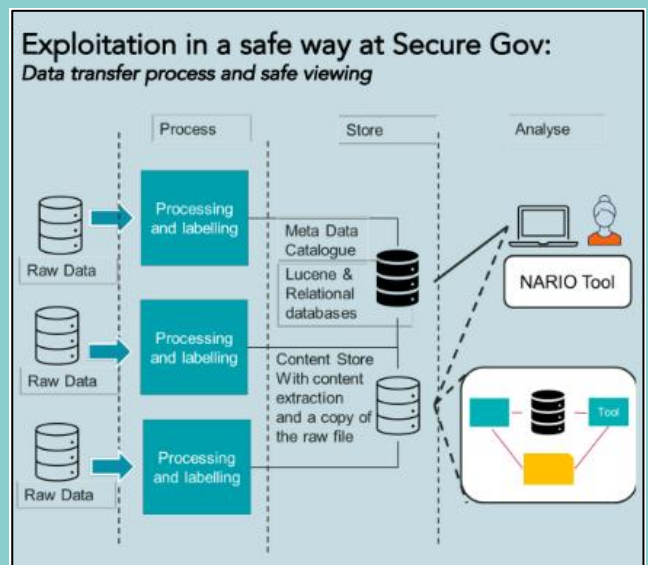 Exploitation in a safe way at Secure Gov:
Data transfer process and safe viewing
Process
Store
Analyse
Raw Data
Processing
and labelling
Meta Data
Catalogue
Lucene &
Relational
databases
NARIO Tool
Raw Data
Processing
and labelling
Content Store
With content
extraction
and a copy of
the raw file
Tool
Raw Data
Processing
and labelling